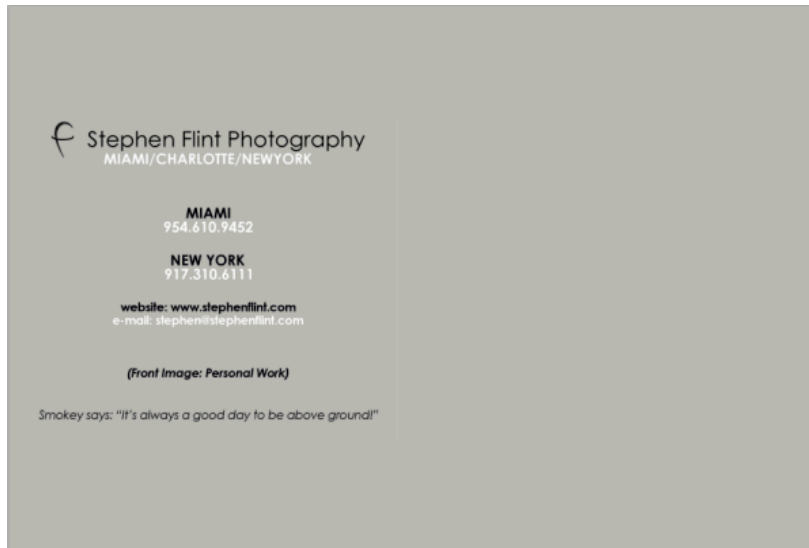 Stephen Flint Photography
MIAMI/CHARLOTTE/NEWYORK
MIAMI
954.610.9452
NEW YORK
917.310.6111
website: www.stephenflint.com
e-mail: stephen@stephenflint.com
(Front Image: Personal Work)
Smokey says: "It's always a good day to be above ground!"